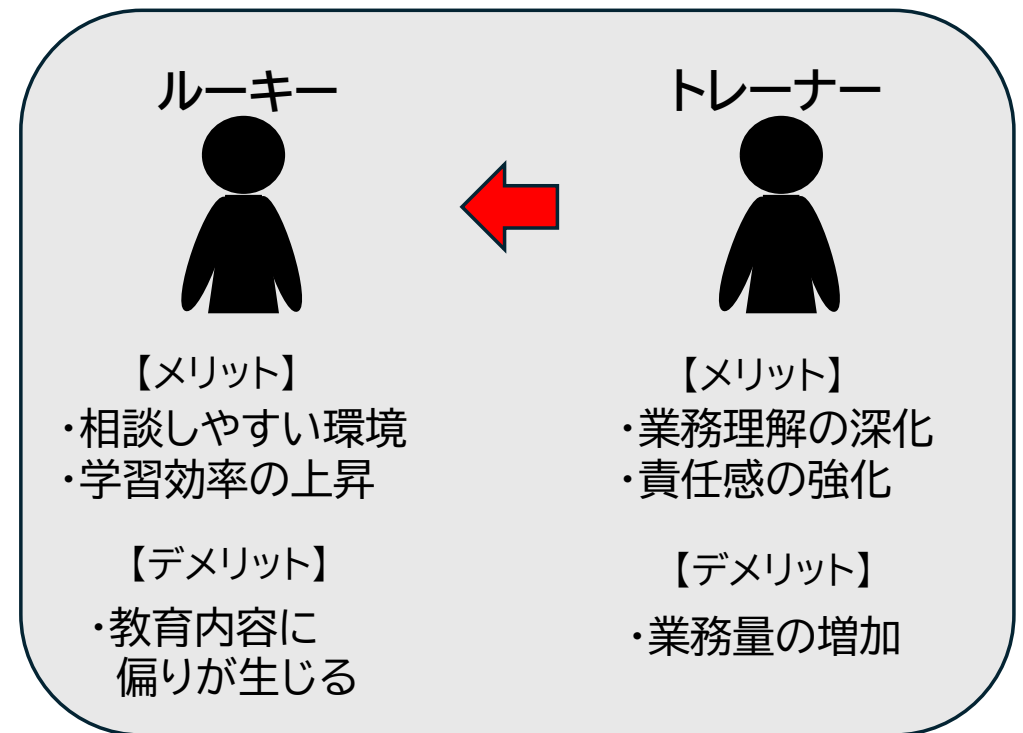 ルーキー
トレーナー
【メリット】
・相談しやすい環境
・学習効率の上昇
【デメリット】
・教育内容に
偏りが生じる
【メリット】
・業務理解の深化
・責任感の強化
【デメリット】
・業務量の増加